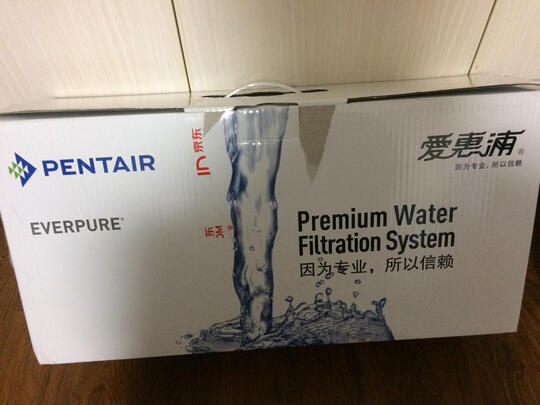 PENTAIR
EVERPURE®
京东
东
爱惠浦®
因为专业,所以信赖
Premium Water
Filtration System
因为专业,所以信赖